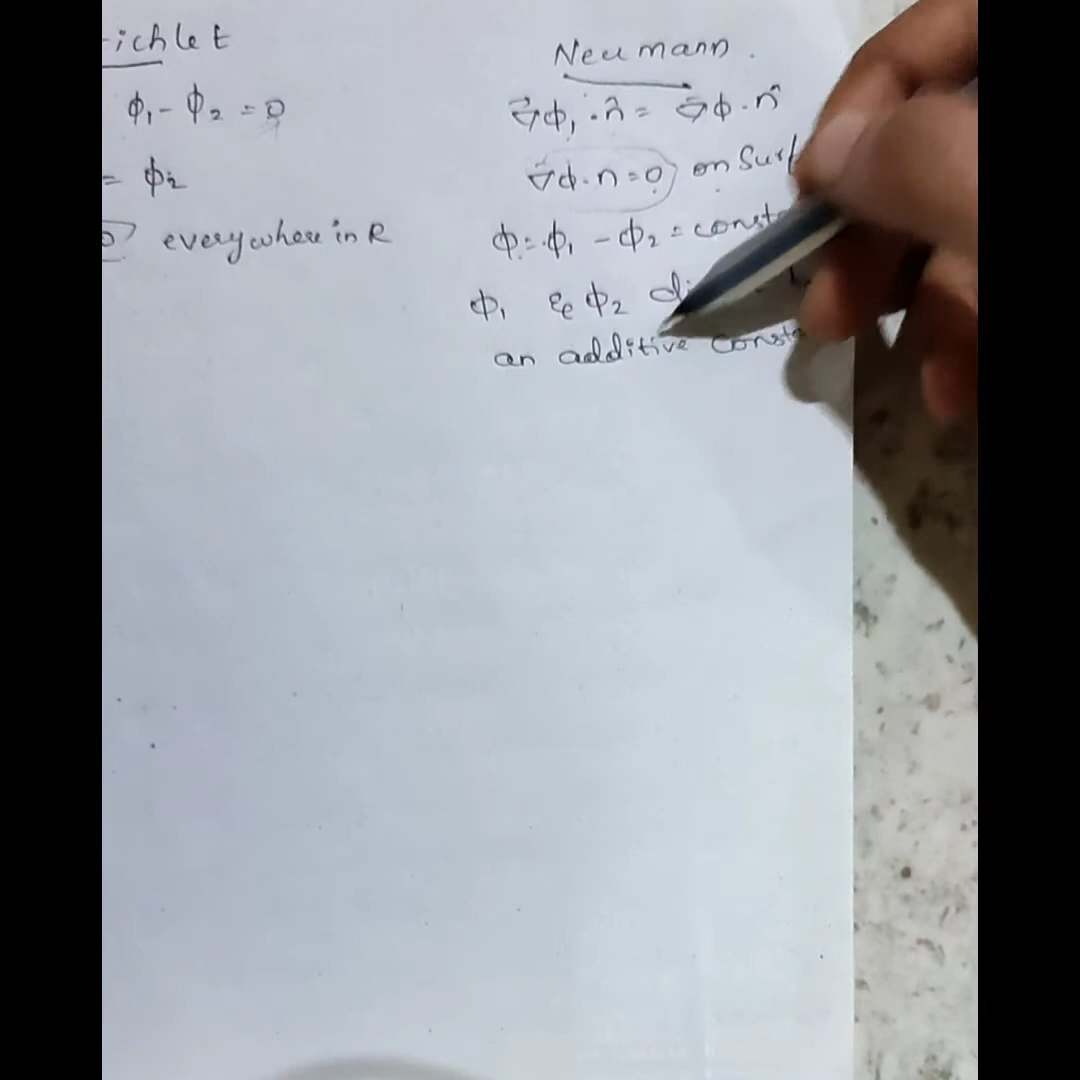 ichlet
ϕ₁ - ϕ₂ = 0
= ϕ₂
everywhere in R
Neumann.
∇⃗ϕ₁ · n̂ = ∇⃗ϕ · n̂
∇⃗ϕ · n = 0 on Surf
ϕ = ϕ₁ - ϕ₂ = const
ϕ₁ & ϕ₂
an additive consta